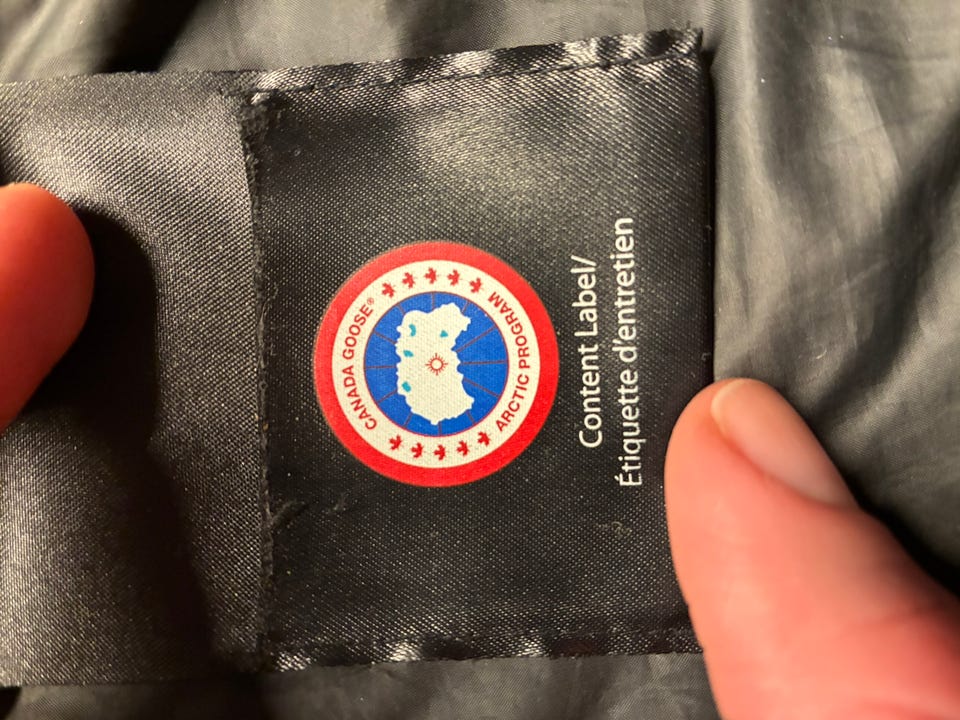 CANADA GOOSE®
ARCTIC PROGRAM
Content Label/
Étiquette d'entretien